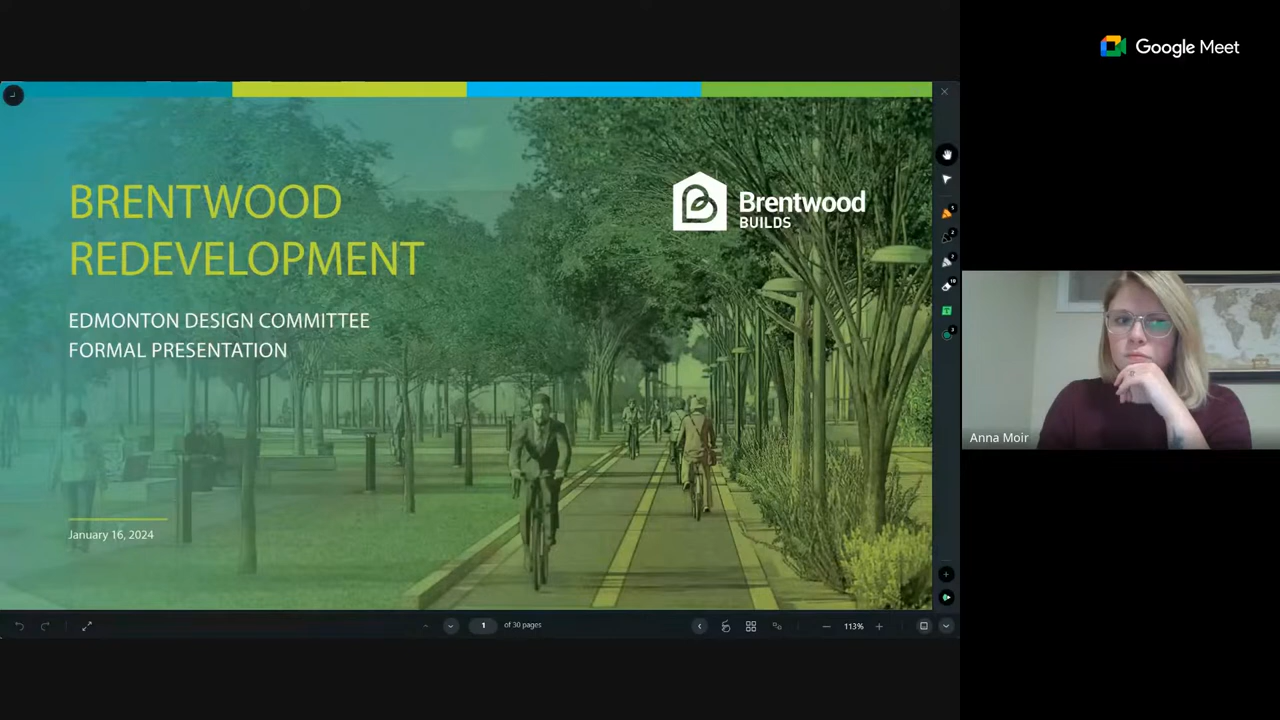 Google Meet
BRENTWOOD
REDEVELOPMENT
Brentwood
BUILDS
EDMONTON DESIGN COMMITTEE
FORMAL PRESENTATION
January 16, 2024
Anna Moir
1 of 30 pages
113%